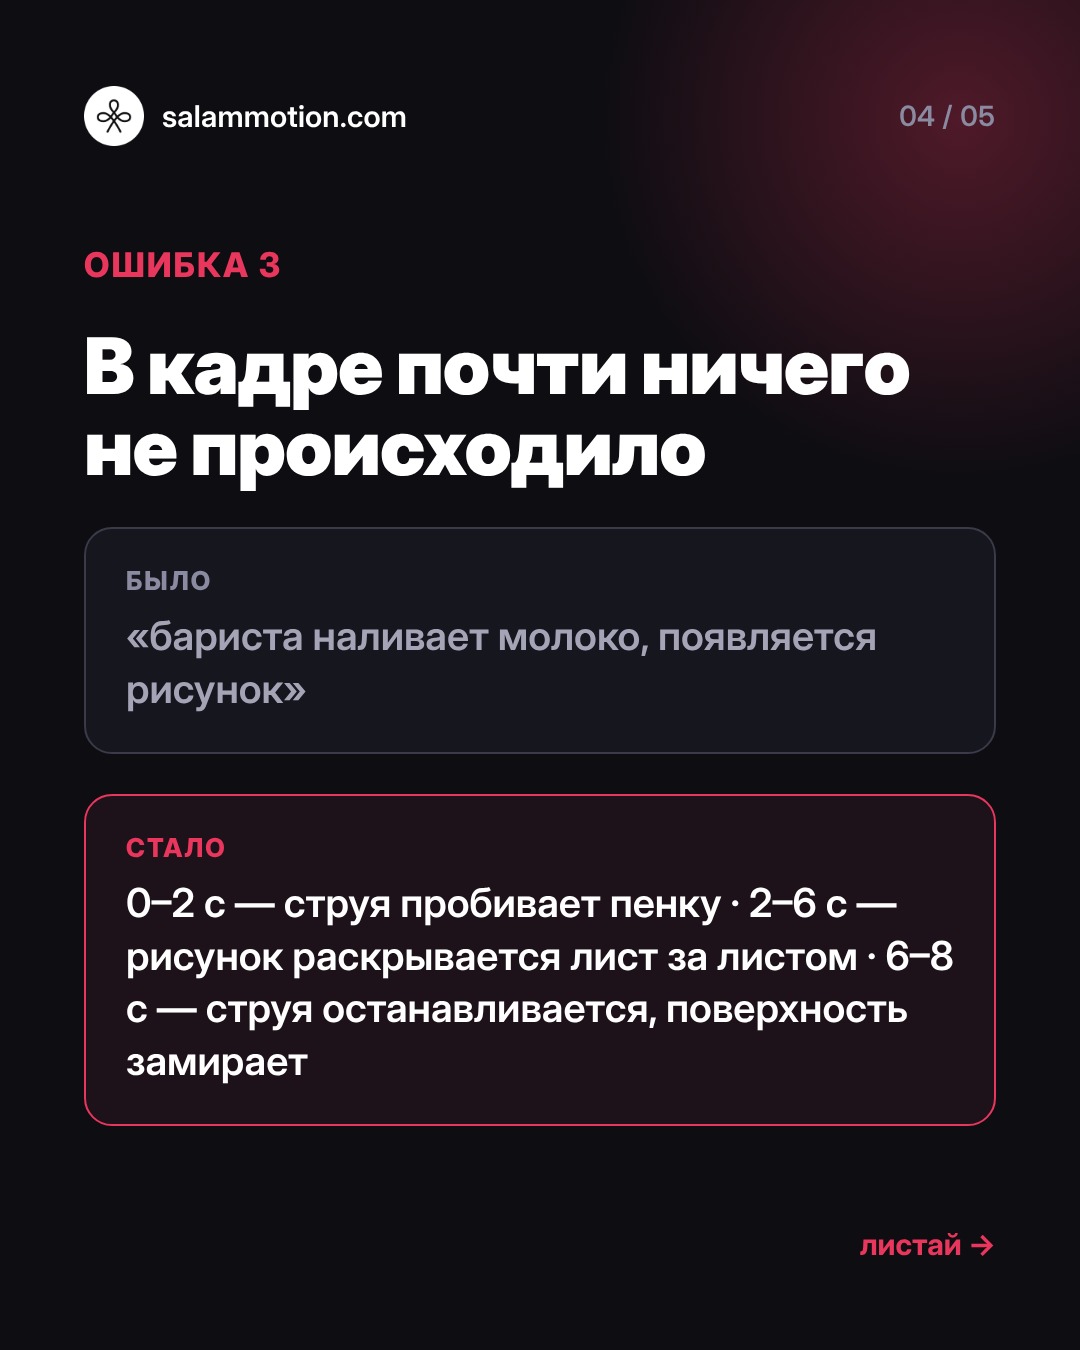 salammotion.com
04 / 05
ОШИБКА 3
В кадре почти ничего
не происходило
БЫЛО
«бариста наливает молоко, появляется
рисунок»
СТАЛО
0–2 с — струя пробивает пенку · 2–6 с —
рисунок раскрывается лист за листом · 6–8
с — струя останавливается, поверхность
замирает
листай →